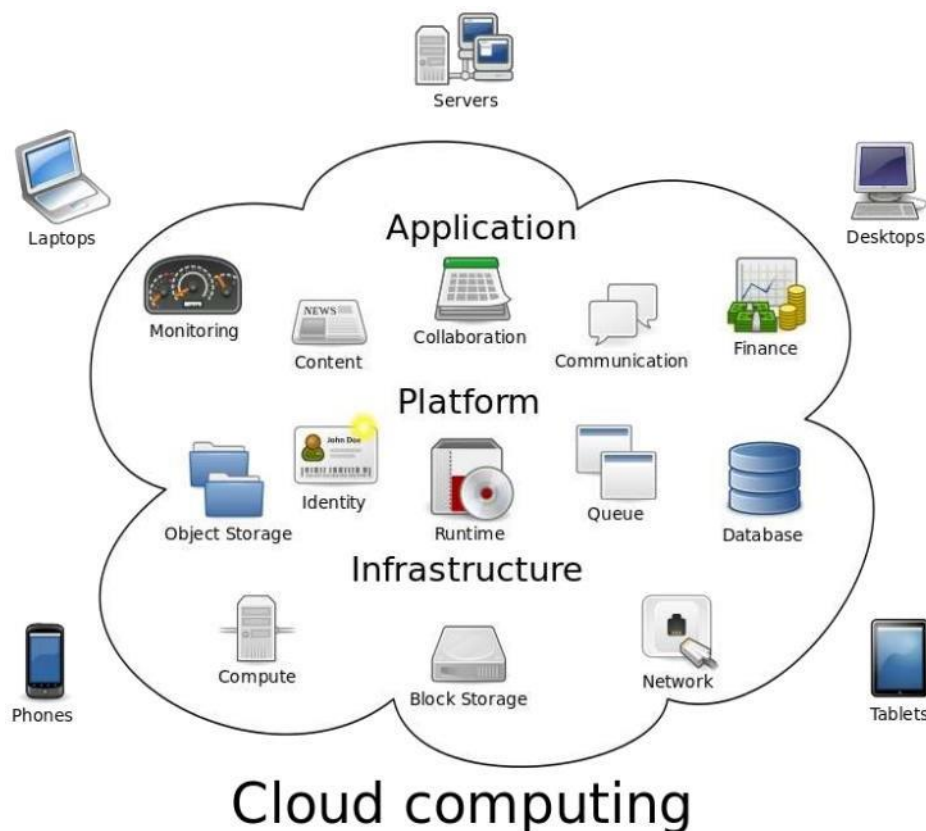 Servers
Laptops
Desktops
Application
Monitoring
NEWS
Content
Collaboration
Communication
Finance
Platform
John Doe
Object Storage
Identity
Runtime
Queue
Database
Infrastructure
Compute
Block Storage
Network
Phones
Tablets
Cloud computing